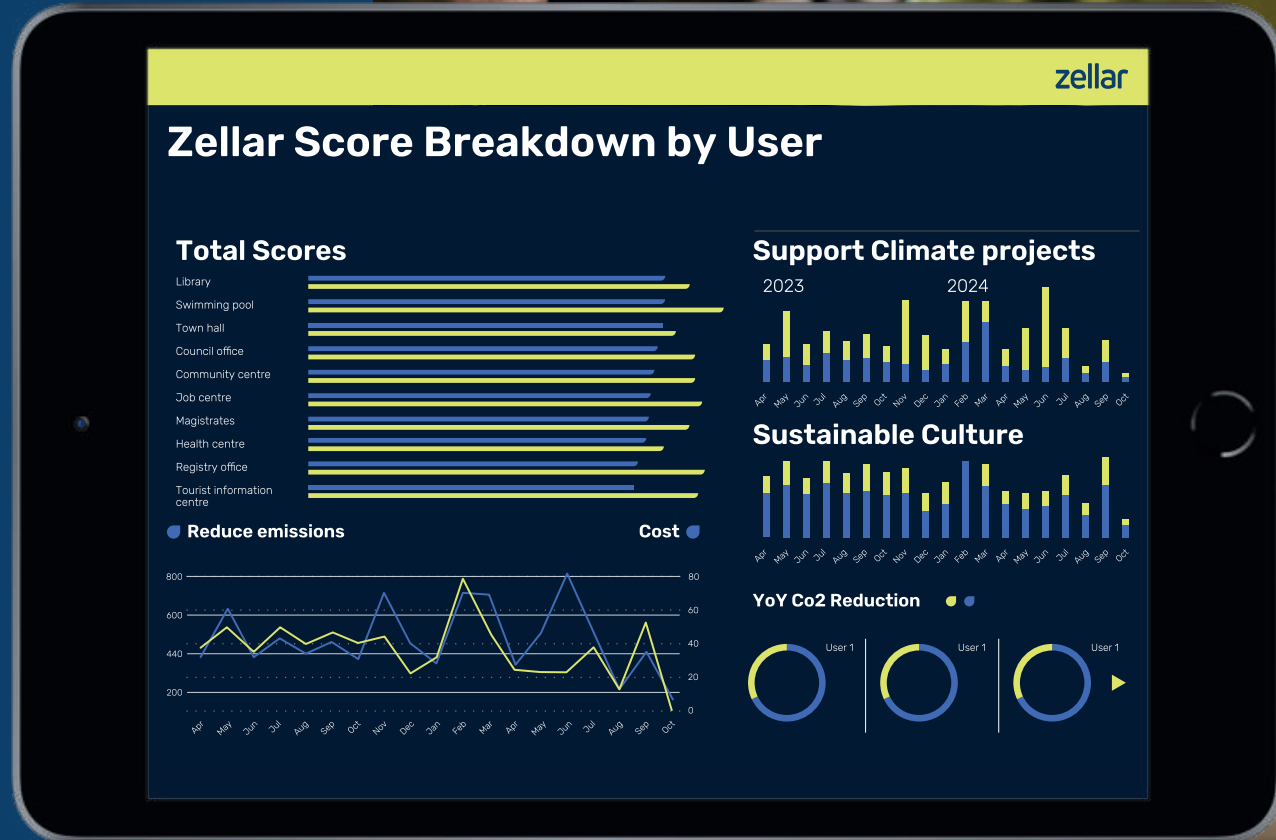 zellar
Zellar Score Breakdown by User
Total Scores
Library
Swimming pool
Town hall
Council office
Community centre
Job centre
Magistrates
Health centre
Registry office
Tourist information
centre
Reduce emissions
Cost
800
600
440
200
80
60
40
20
0
Apr May Jun Jul Aug Sep Oct Nov Dec Jan Feb Mar Apr May Jun Jul Aug Sep Oct
Support Climate projects
2023
2024
Apr May Jun Jul Aug Sep Oct Nov Dec Jan Feb Mar Apr May Jun Jul Aug Sep Oct
Sustainable Culture
Apr May Jun Jul Aug Sep Oct Nov Dec Jan Feb Mar Apr May Jun Jul Aug Sep Oct
YoY Co2 Reduction
User 1
User 1
User 1